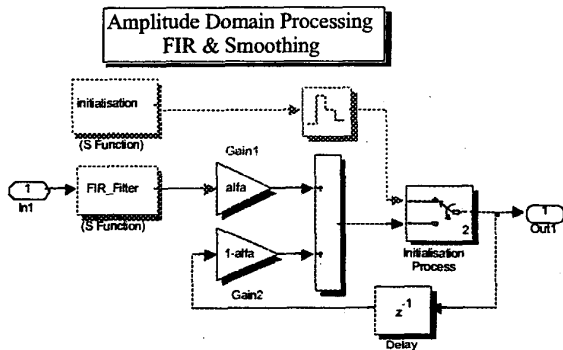 Amplitude Domain Processing
FIR & Smoothing
initialisation
(S Function)
Gain1
1
In1
FIR_Filter
(S Function)
alfa
1-alfa
Gain2
2
Initialisation
Process
1
Out1
z-1
Delay